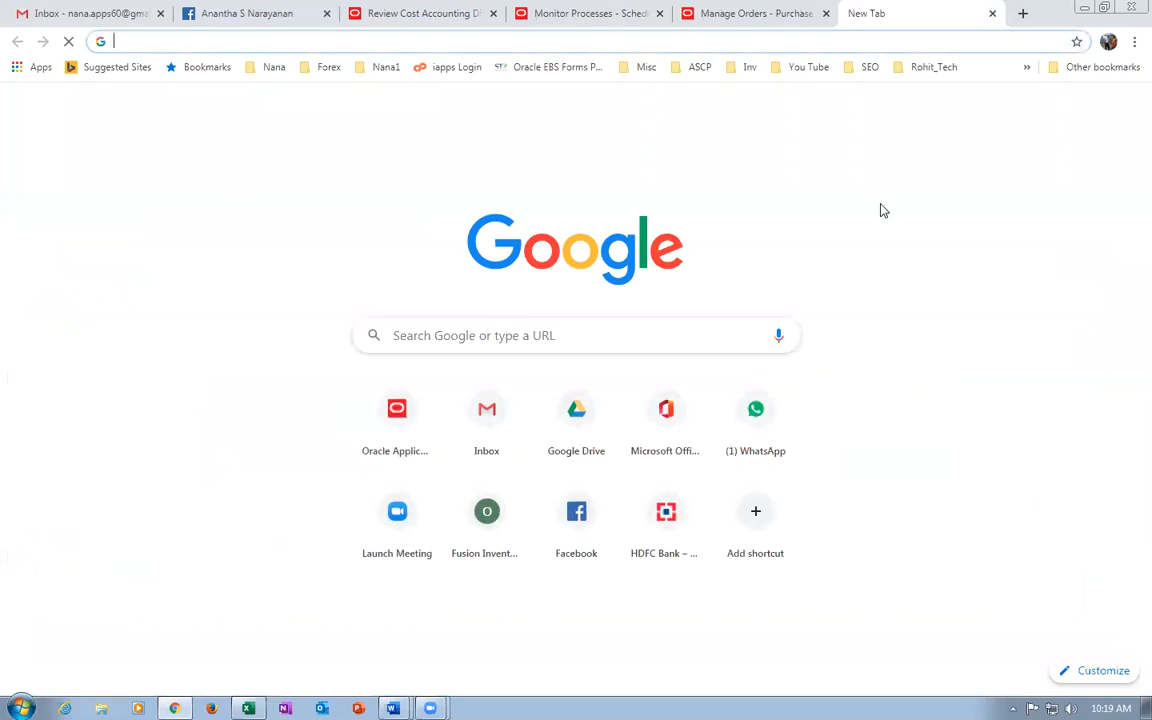 Inbox - nana.apps60@gma
Anantha S Narayanan
Review Cost Accounting Di
Monitor Processes - Sched
Manage Orders - Purchase
New Tab
Apps
Suggested Sites
Bookmarks
Nana
Forex
Nana1
iapps Login
Oracle EBS Forms P...
Misc
ASCP
Inv
You Tube
SEO
Rohit_Tech
»
Other bookmarks
Google
Search Google or type a URL
Oracle Applic...
Inbox
Google Drive
Microsoft Offi...
(1) WhatsApp
O
Launch Meeting
Fusion Invent...
Facebook
HDFC Bank – ...
Add shortcut
Customize
10:19 AM